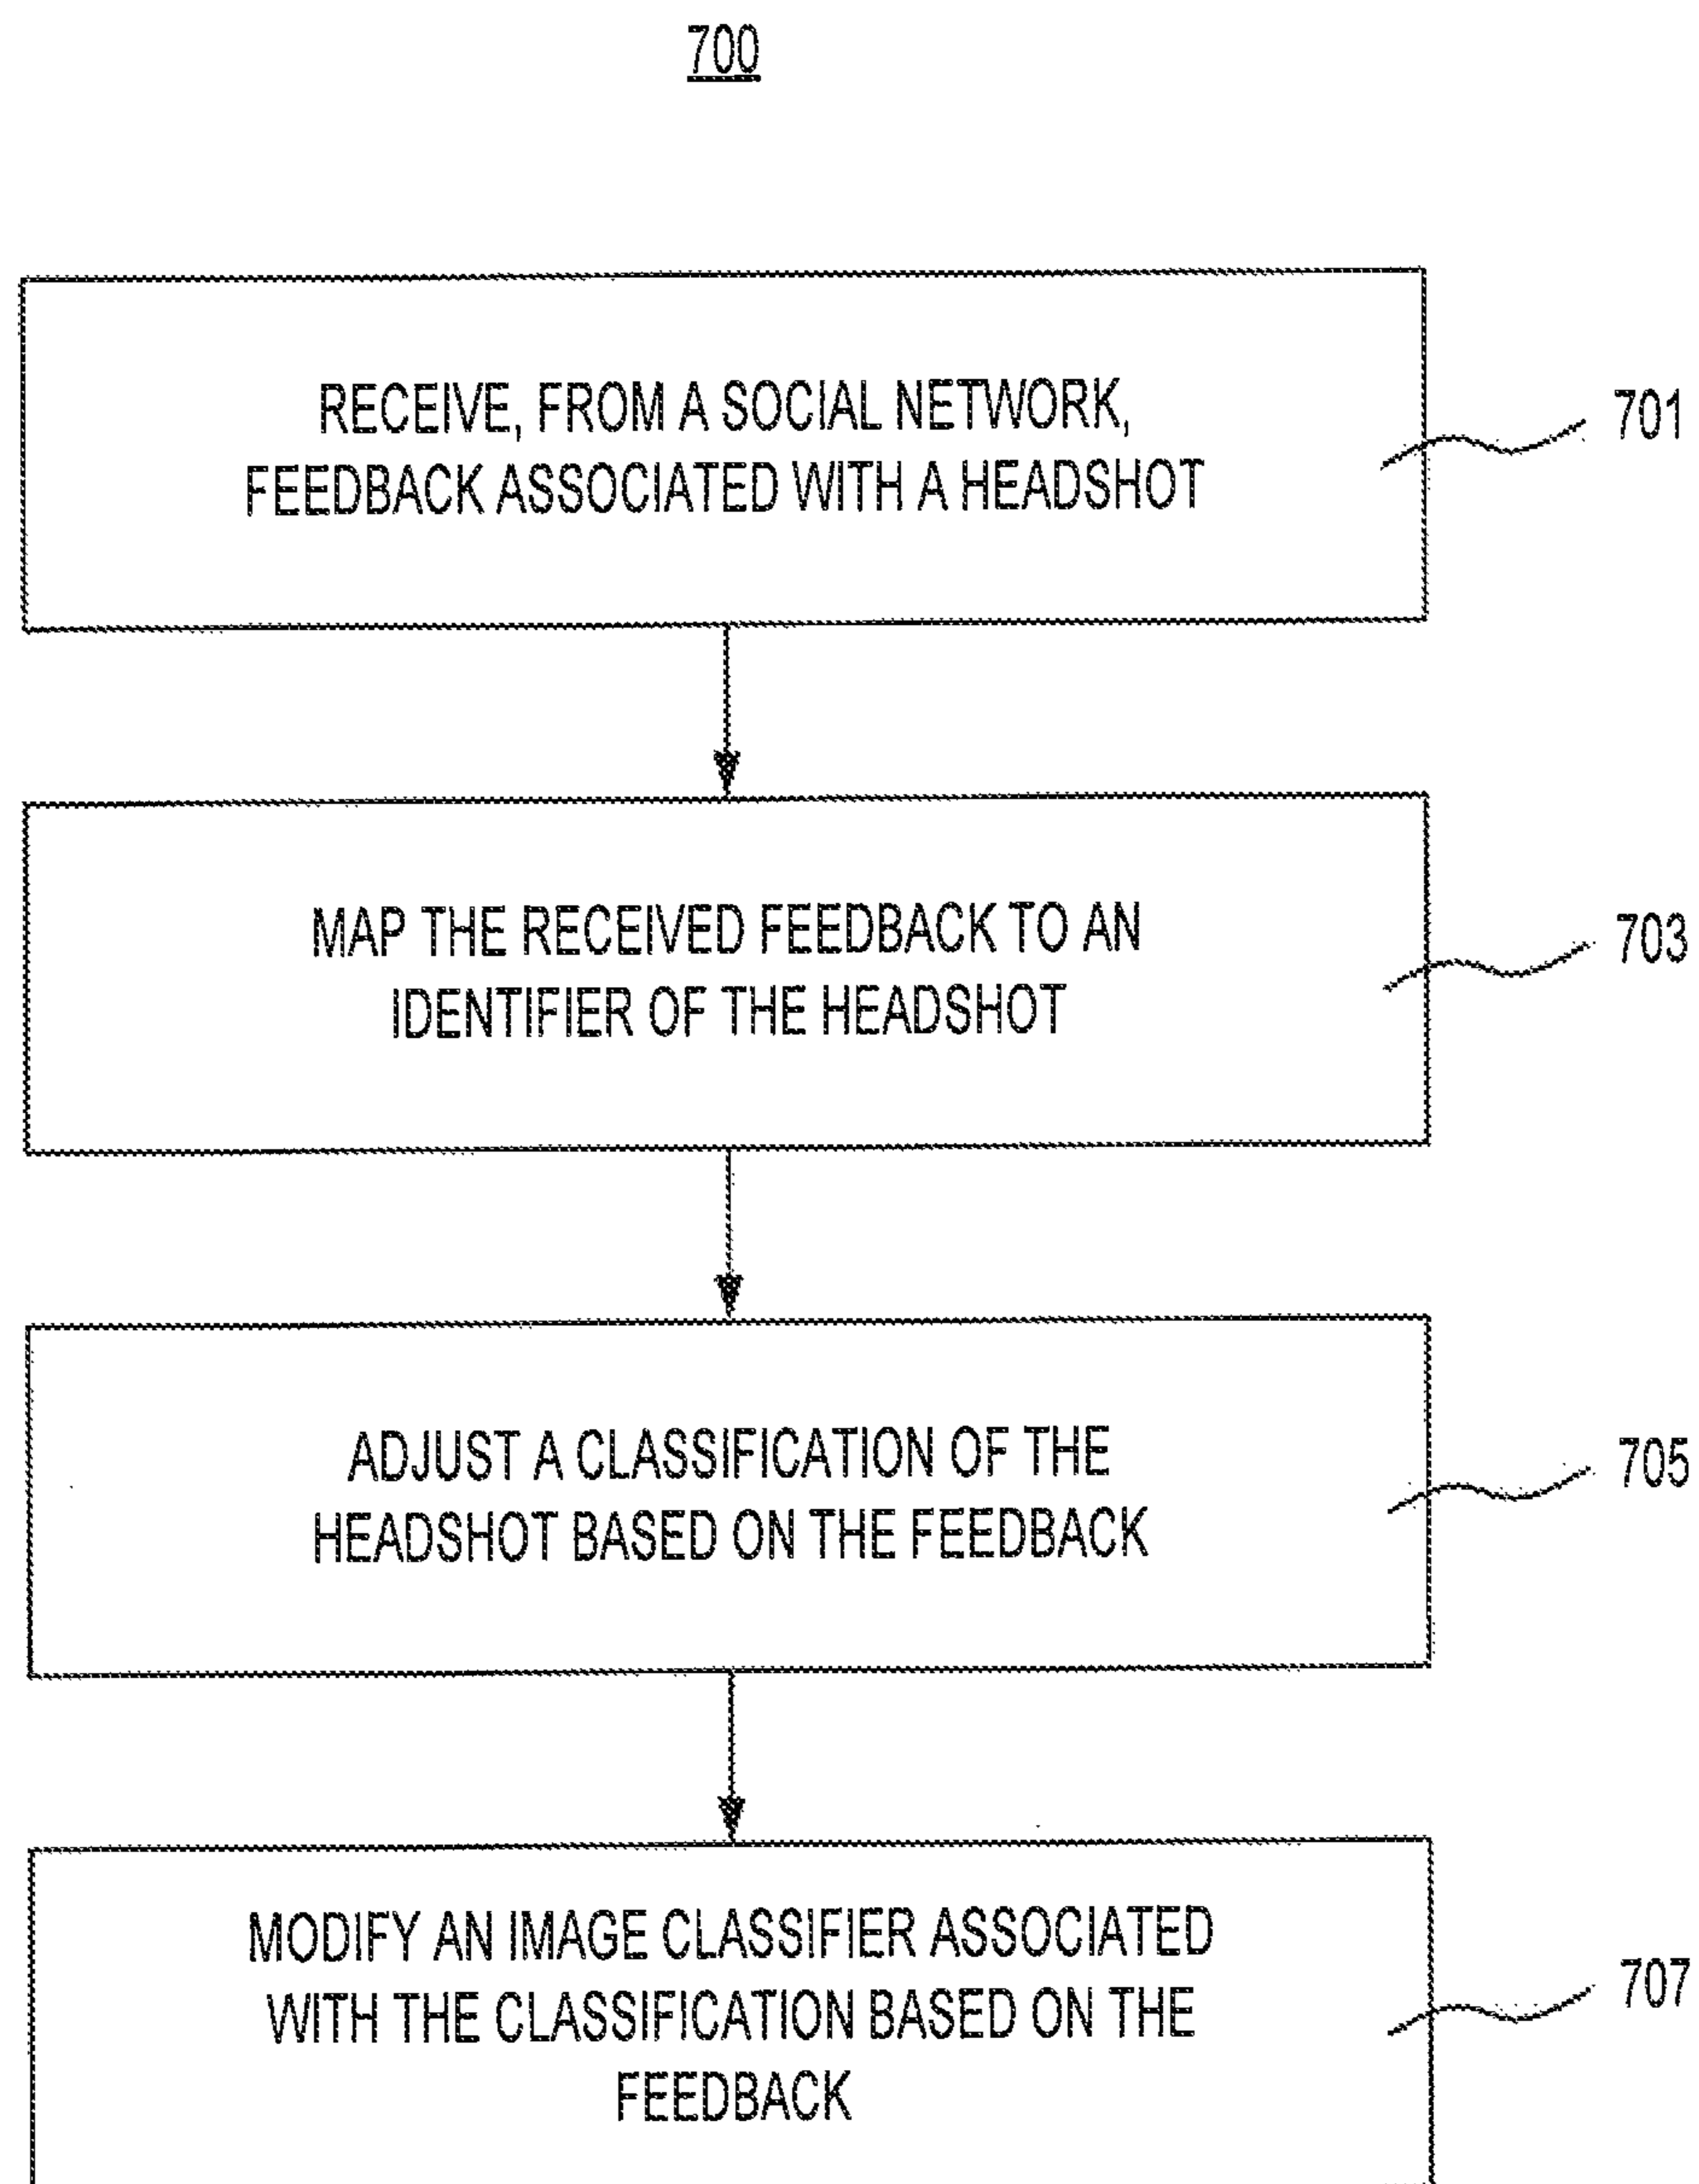 700
RECEIVE, FROM A SOCIAL NETWORK,
FEEDBACK ASSOCIATED WITH A HEADSHOT
701
MAP THE RECEIVED FEEDBACK TO AN
IDENTIFIER OF THE HEADSHOT
703
ADJUST A CLASSIFICATION OF THE
HEADSHOT BASED ON THE FEEDBACK
705
MODIFY AN IMAGE CLASSIFIER ASSOCIATED
WITH THE CLASSIFICATION BASED ON THE
FEEDBACK
707